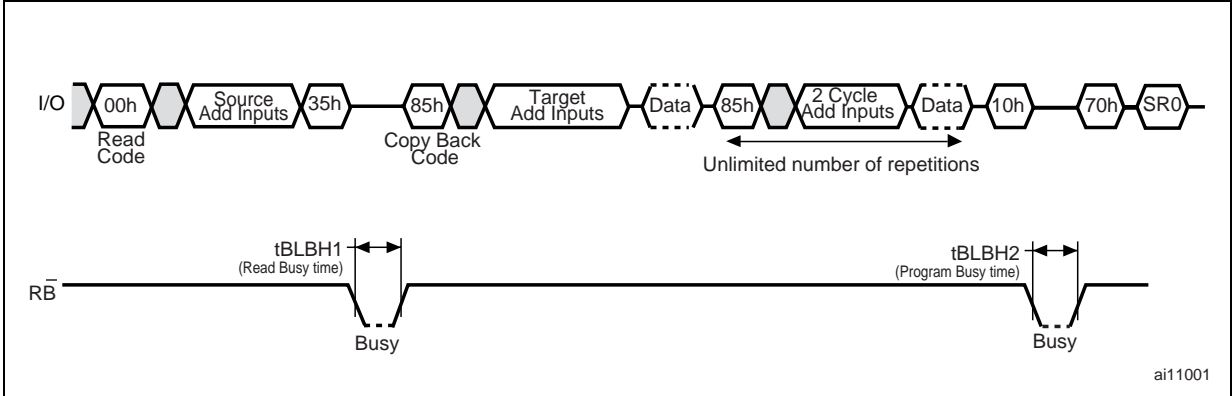 I/O 00h Source Add Inputs 35h 85h Target Add Inputs Data 85h 2 Cycle Add Inputs Data 10h 70h SR0
Read Code
Copy Back Code
Unlimited number of repetitions
tBLBH1
(Read Busy time)
tBLBH2
(Program Busy time)
RB̅
Busy
Busy
ai11001